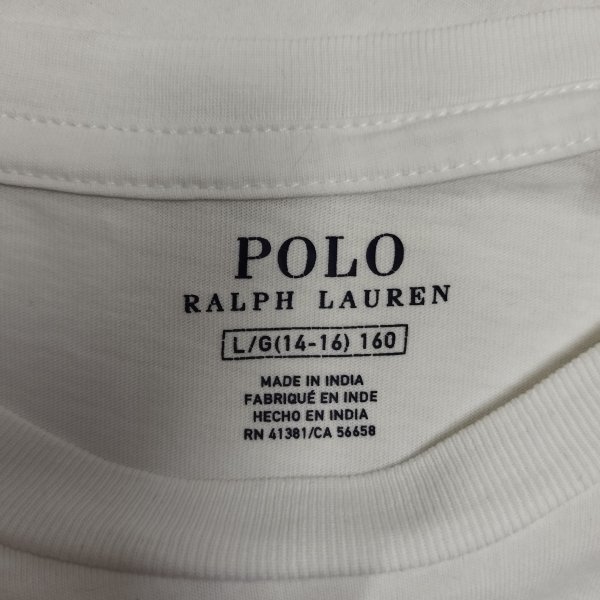 POLO
RALPH LAUREN
L/G(14-16) 160
MADE IN INDIA
FABRIQUÉ EN INDE
HECHO EN INDIA
RN 41381/CA 56658